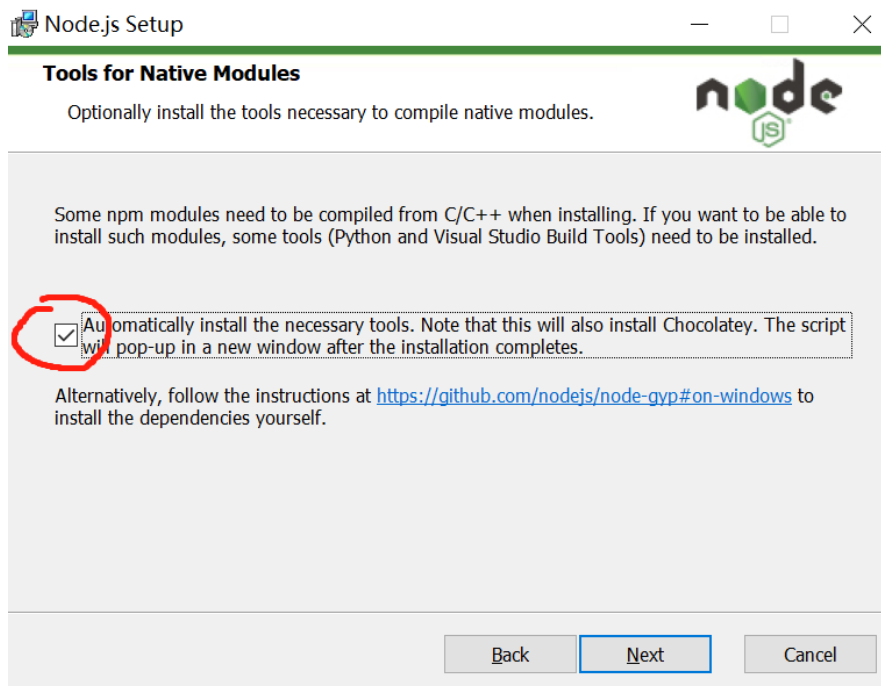 Node.js Setup
Tools for Native Modules
Optionally install the tools necessary to compile native modules.
node
JS
Some npm modules need to be compiled from C/C++ when installing. If you want to be able to
install such modules, some tools (Python and Visual Studio Build Tools) need to be installed.
Automatically install the necessary tools. Note that this will also install Chocolatey. The script
will pop-up in a new window after the installation completes.
Alternatively, follow the instructions at https://github.com/nodejs/node-gyp#on-windows to
install the dependencies yourself.
Back Next Cancel